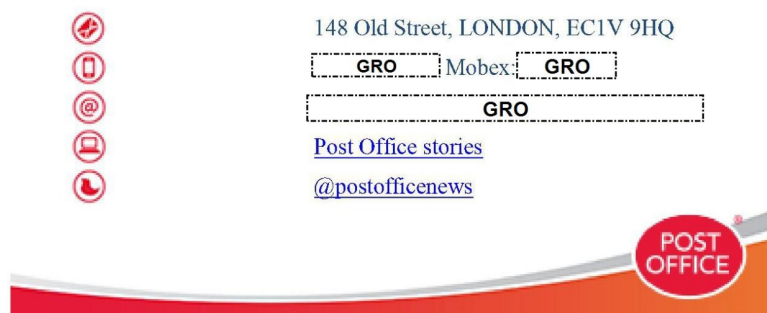 148 Old Street, LONDON, EC1V 9HQ
GRO Mobex: GRO
@ GRO
Post Office stories
@postofficenews
POST
OFFICE